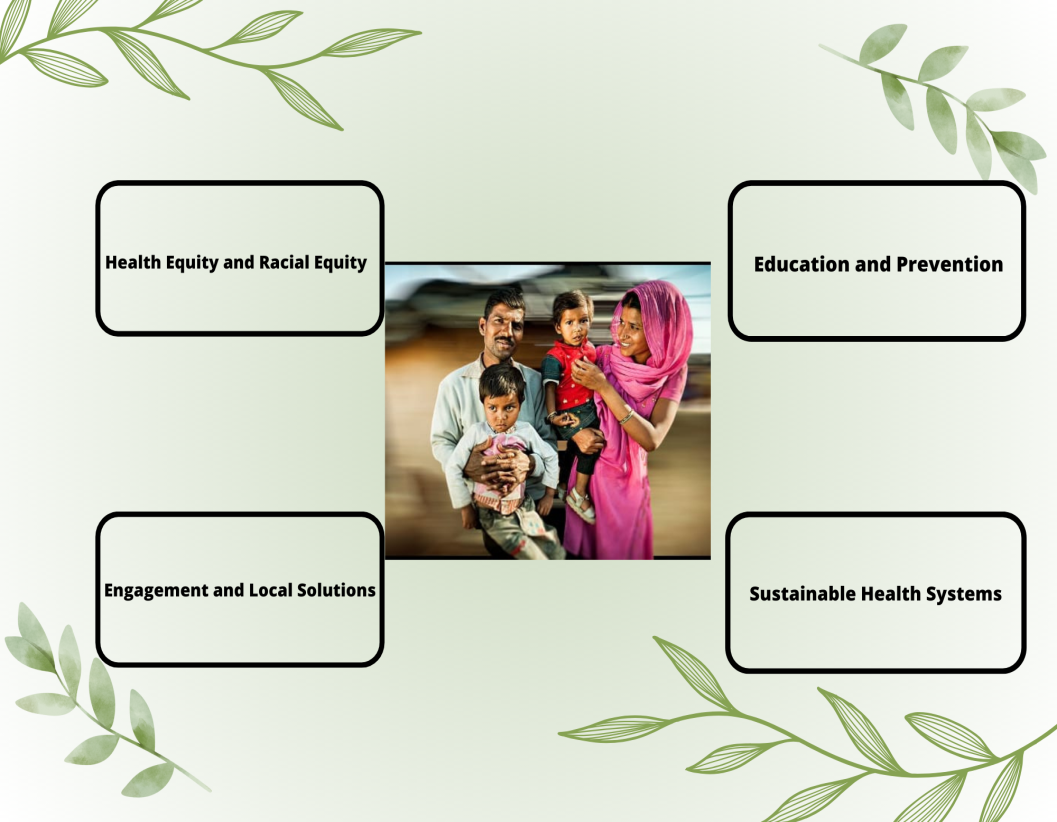 Health Equity and Racial Equity
Education and Prevention
Engagement and Local Solutions
Sustainable Health Systems